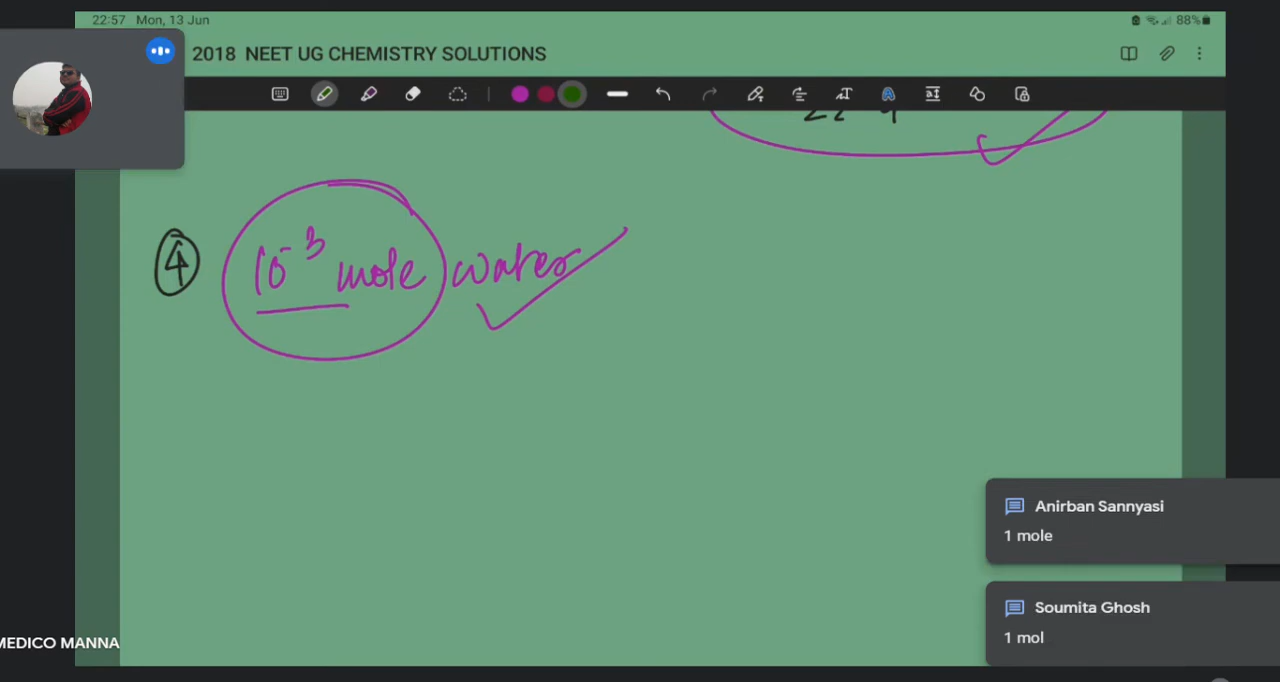 22:57 Mon, 13 Jun
88%
2018 NEET UG CHEMISTRY SOLUTIONS
④ 10⁻³ mole water
Anirban Sannyasi
1 mole
Soumita Ghosh
1 mol
MEDICO MANNA